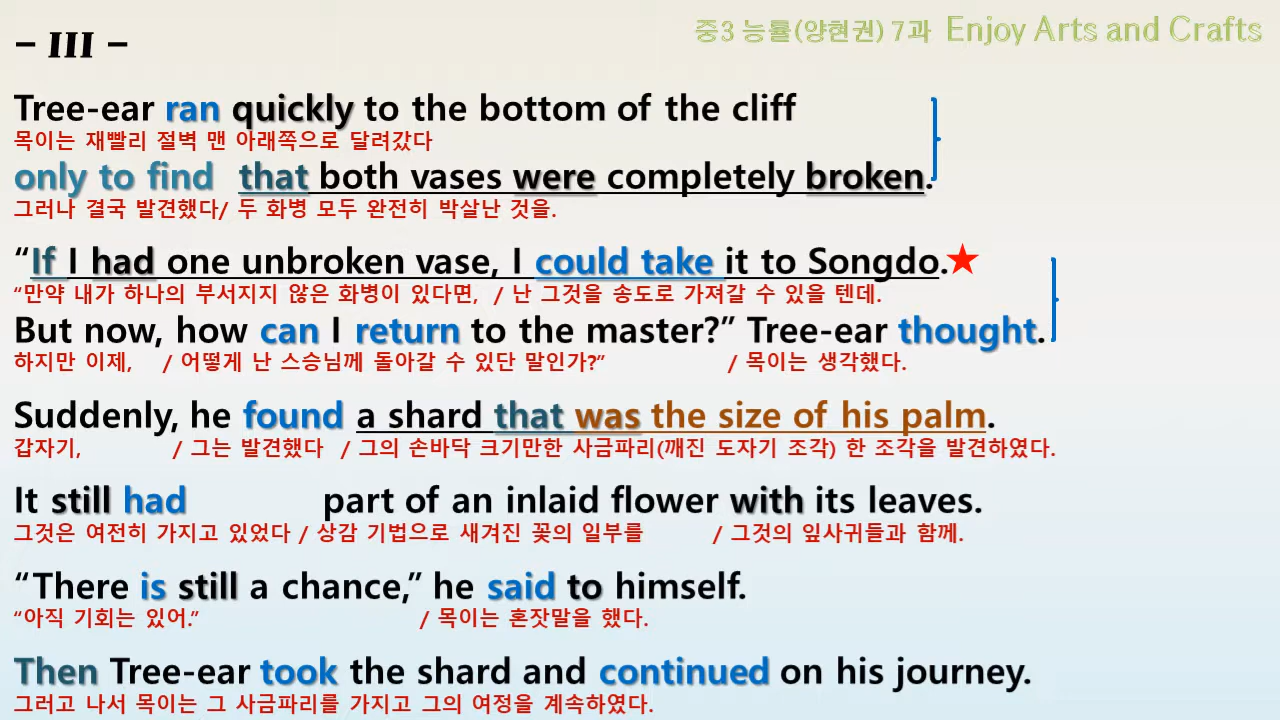 – III –
중3 능률(양현권) 7과 Enjoy Arts and Crafts
Tree-ear ran quickly to the bottom of the cliff
목이는 재빨리 절벽 맨 아래쪽으로 달려갔다
only to find that both vases were completely broken.
그러나 결국 발견했다/ 두 화병 모두 완전히 박살난 것을.
“If I had one unbroken vase, I could take it to Songdo.★
“만약 내가 하나의 부서지지 않은 화병이 있다면, / 난 그것을 송도로 가져갈 수 있을 텐데.
But now, how can I return to the master?” Tree-ear thought.
하지만 이제, / 어떻게 난 스승님께 돌아갈 수 있단 말인가?” / 목이는 생각했다.
Suddenly, he found a shard that was the size of his palm.
갑자기, / 그는 발견했다 / 그의 손바닥 크기만한 사금파리(깨진 도자기 조각) 한 조각을 발견하였다.
It still had part of an inlaid flower with its leaves.
그것은 여전히 가지고 있었다 / 상감 기법으로 새겨진 꽃의 일부를 / 그것의 잎사귀들과 함께.
“There is still a chance,” he said to himself.
“아직 기회는 있어.” / 목이는 혼잣말을 했다.
Then Tree-ear took the shard and continued on his journey.
그러고 나서 목이는 그 사금파리를 가지고 그의 여정을 계속하였다.